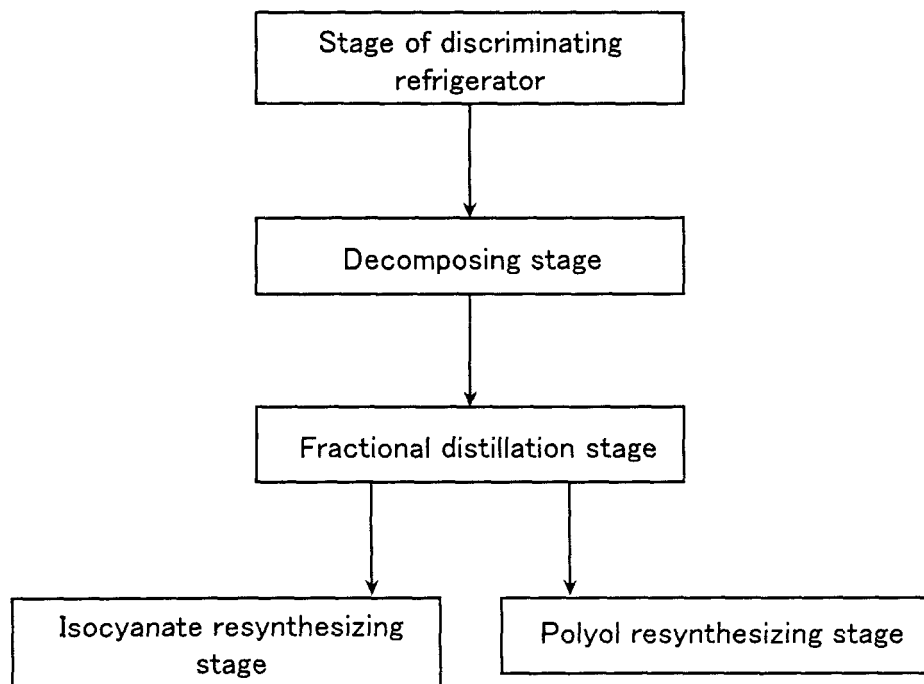 Stage of discriminating
refrigerator
Decomposing stage
Fractional distillation stage
Isocyanate resynthesizing
stage
Polyol resynthesizing stage